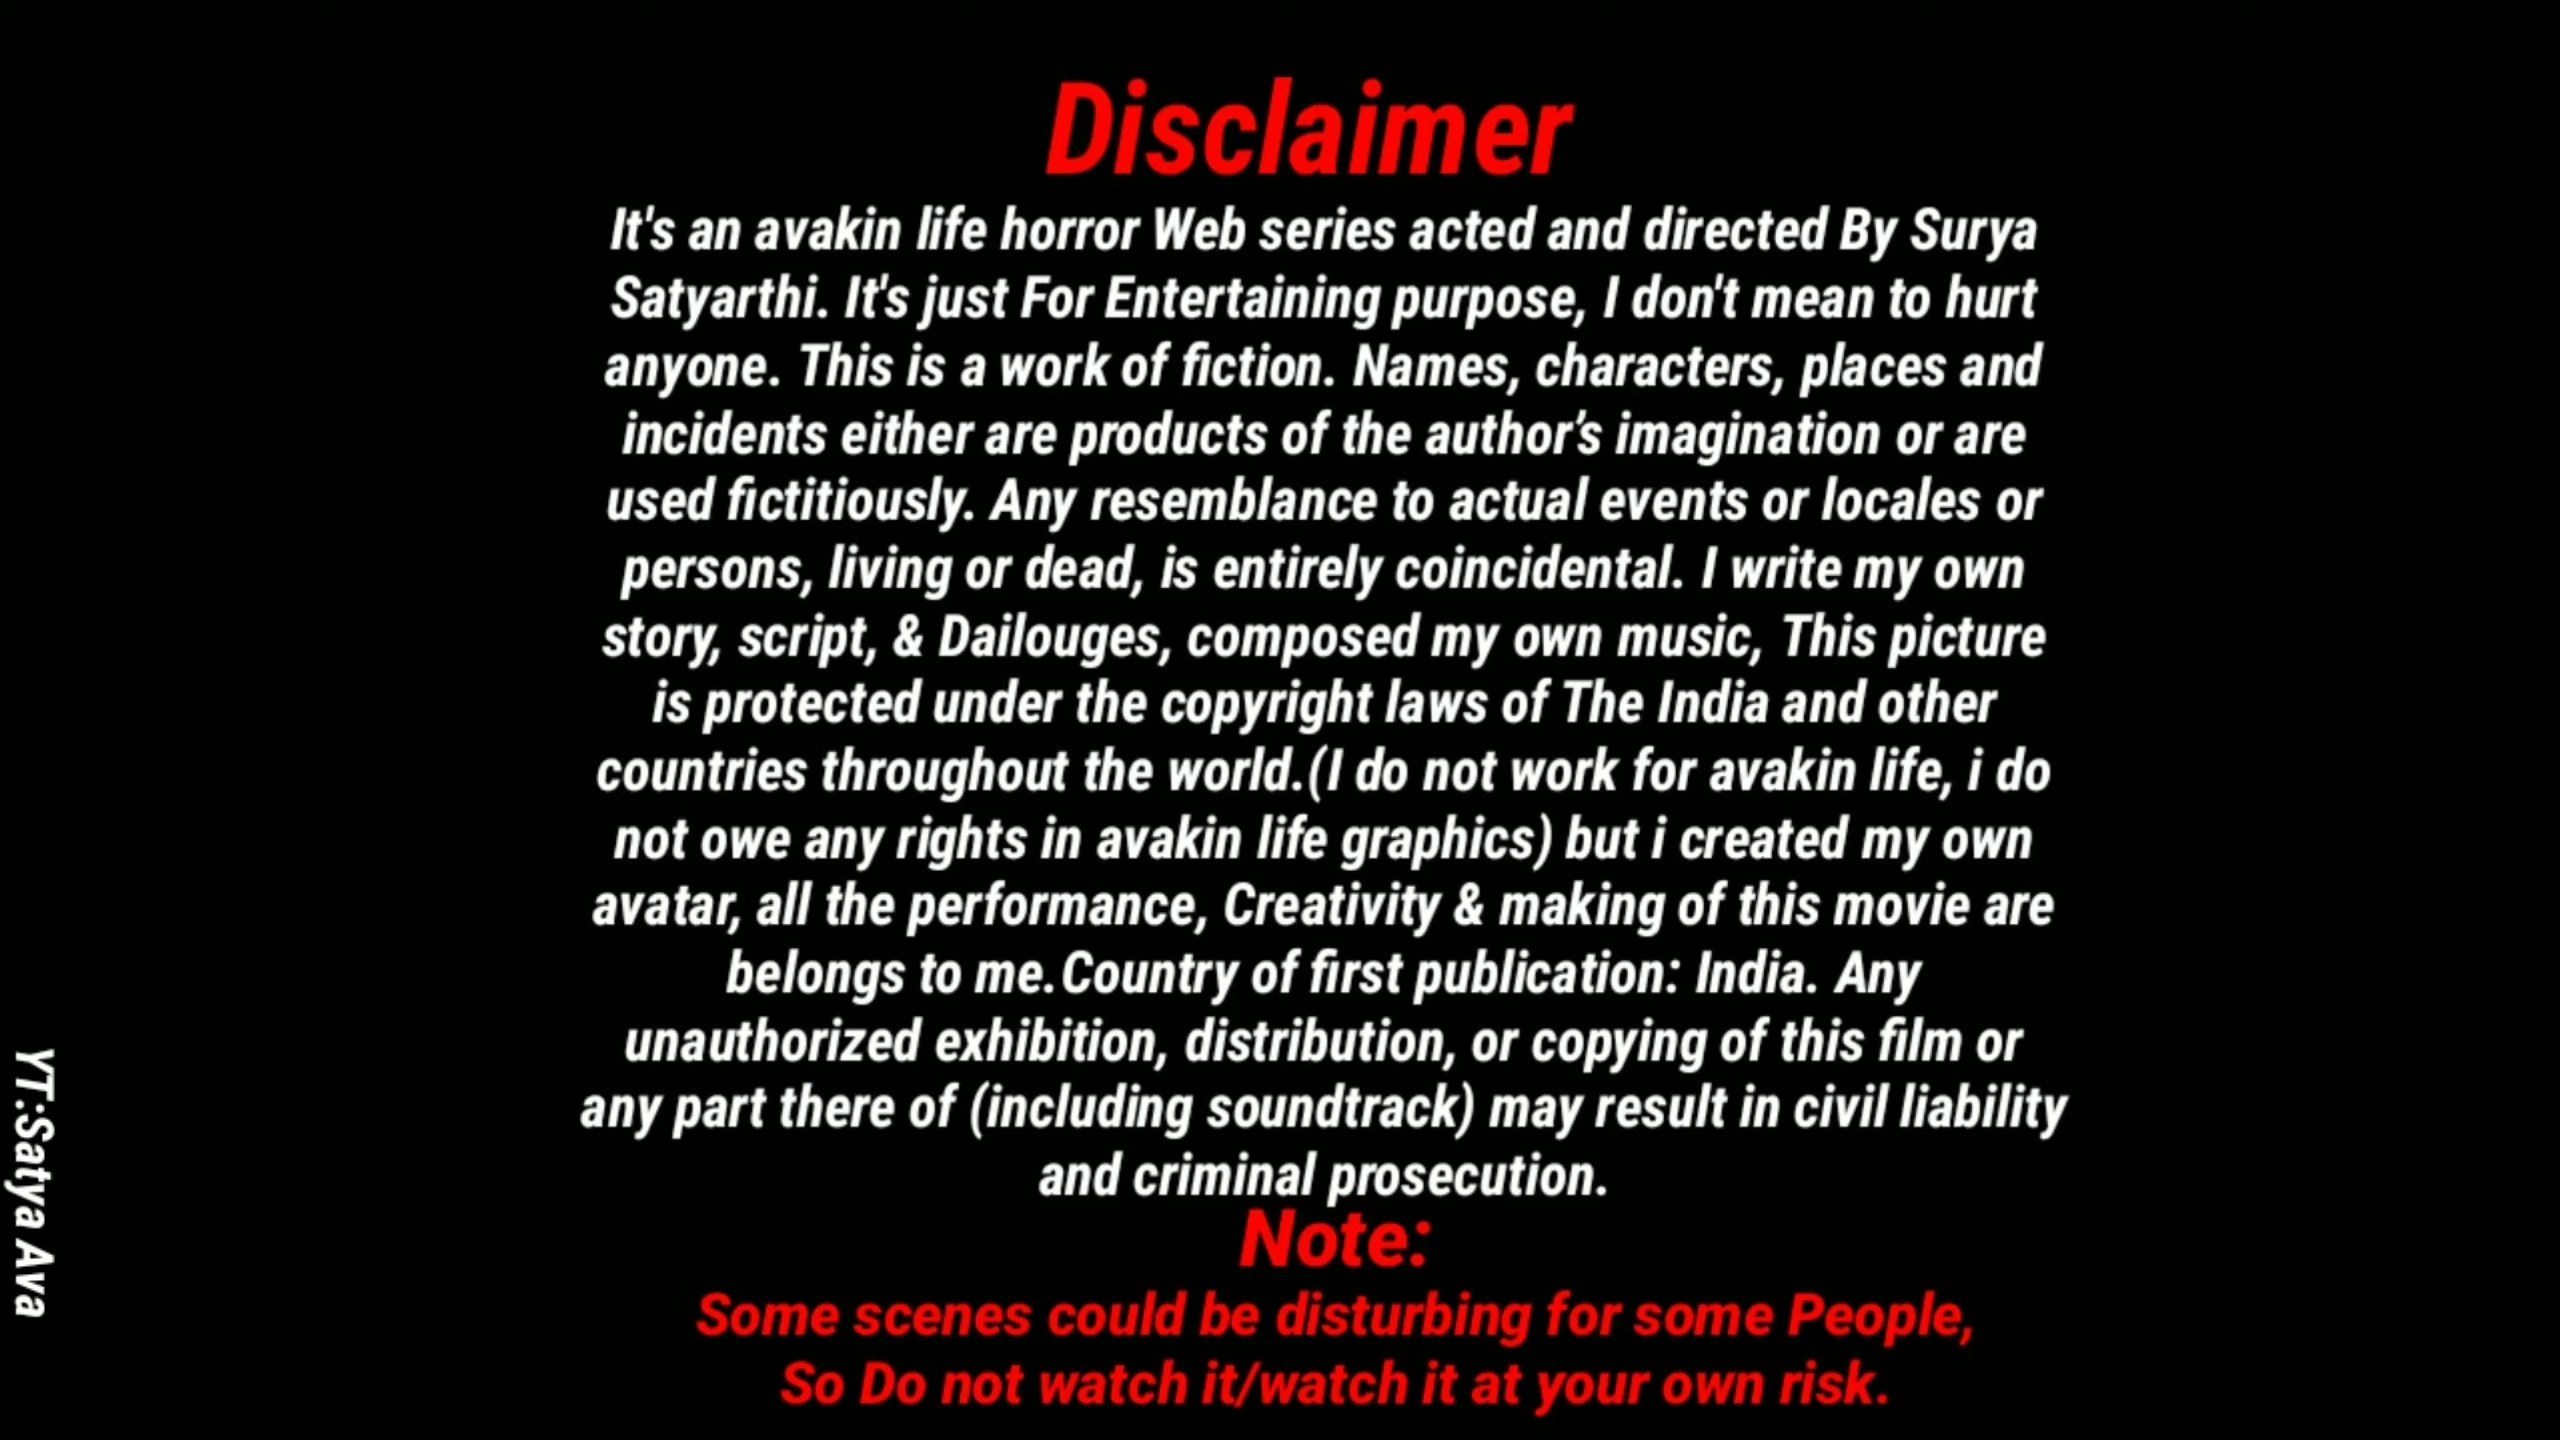 Disclaimer
It's an avakin life horror Web series acted and directed By Surya
Satyarthi. It's just For Entertaining purpose, I don't mean to hurt
anyone. This is a work of fiction. Names, characters, places and
incidents either are products of the author’s imagination or are
used fictitiously. Any resemblance to actual events or locales or
persons, living or dead, is entirely coincidental. I write my own
story, script, & Dailouges, composed my own music, This picture
is protected under the copyright laws of The India and other
countries throughout the world.(I do not work for avakin life, i do
not owe any rights in avakin life graphics) but i created my own
avatar, all the performance, Creativity & making of this movie are
belongs to me.Country of first publication: India. Any
unauthorized exhibition, distribution, or copying of this film or
any part there of (including soundtrack) may result in civil liability
and criminal prosecution.
Note:
Some scenes could be disturbing for some People,
So Do not watch it/watch it at your own risk.
YT:Satya Ava